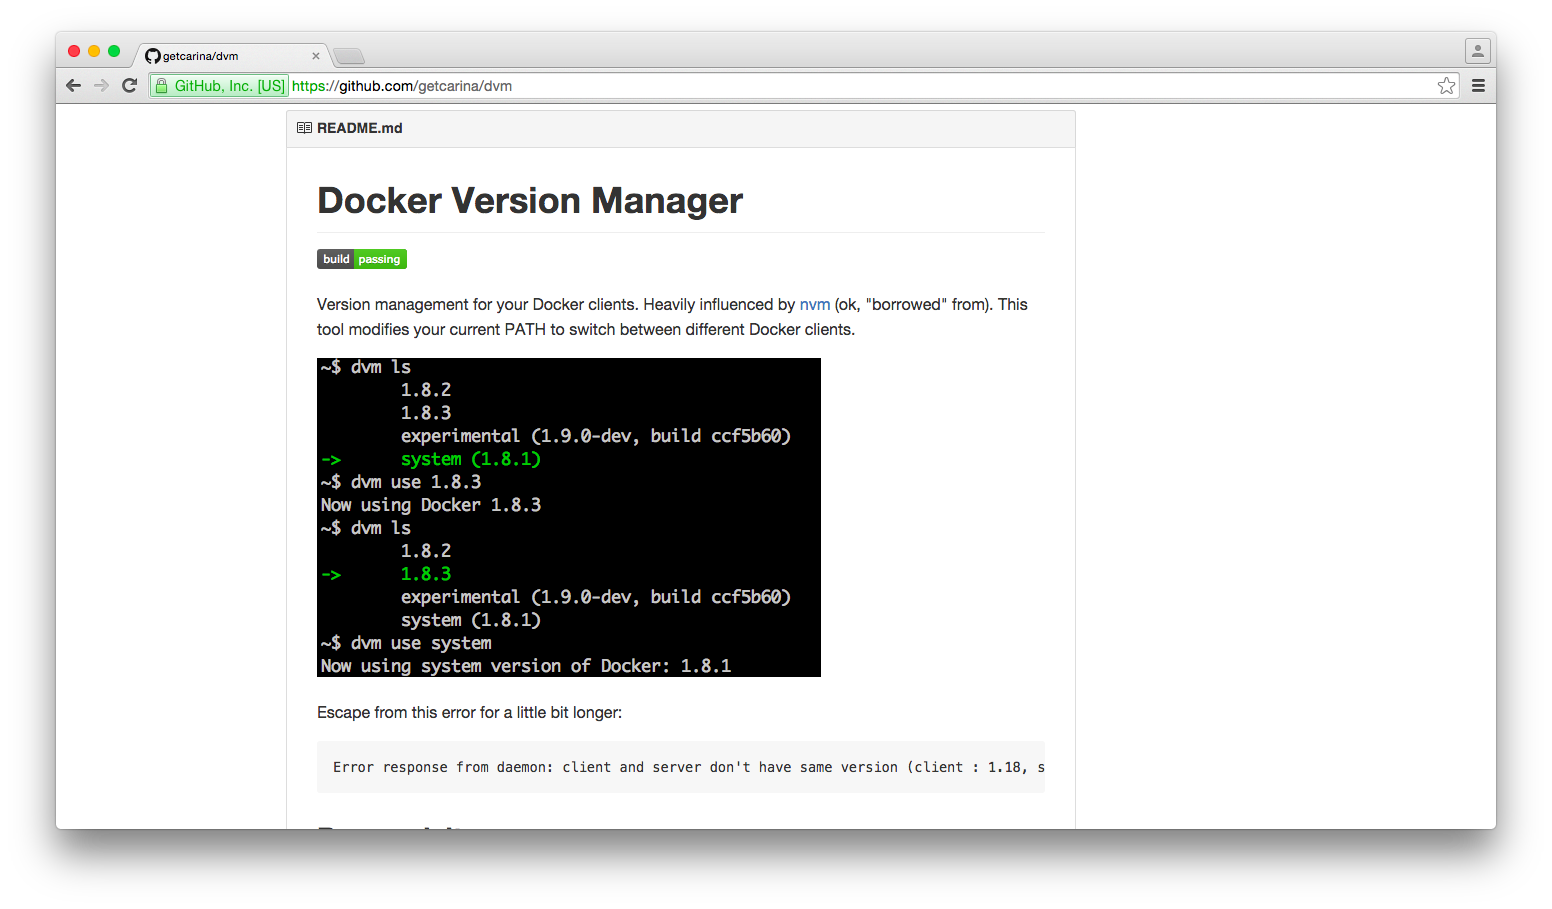 getcarina/dvm
GitHub, Inc. [US] https://github.com/getcarina/dvm
README.md
Docker Version Manager
build passing
Version management for your Docker clients. Heavily influenced by nvm (ok, "borrowed" from). This
tool modifies your current PATH to switch between different Docker clients.
~$ dvm ls
1.8.2
1.8.3
experimental (1.9.0-dev, build ccf5b60)
-> system (1.8.1)
~$ dvm use 1.8.3
Now using Docker 1.8.3
~$ dvm ls
1.8.2
-> 1.8.3
experimental (1.9.0-dev, build ccf5b60)
system (1.8.1)
~$ dvm use system
Now using system version of Docker: 1.8.1
Escape from this error for a little bit longer:
Error response from daemon: client and server don't have same version (client : 1.18, s